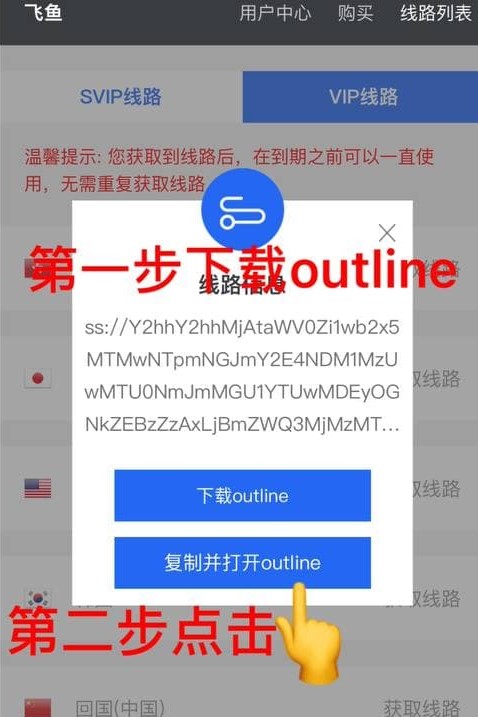 飞鱼
用户中心
购买
线路列表
SVIP线路
VIP线路
温馨提示: 您获取到线路后，在到期之前可以一直使
用，无需重复获取线路
第一步下载outline
线路信息
ss://Y2hhY2hhMjAtaWV0Zi1wb2x5
MTMwNTpmNGJmY2E4NDM1MzU
wMTU0NmJmMGU1YTUwMDEyOG
NkZEBzZzAxLjBmZWQ3MjMzMT...
取线路
下载outline
取线路
复制并打开outline
获取线路
第二步点击
回国(中国)
获取线路